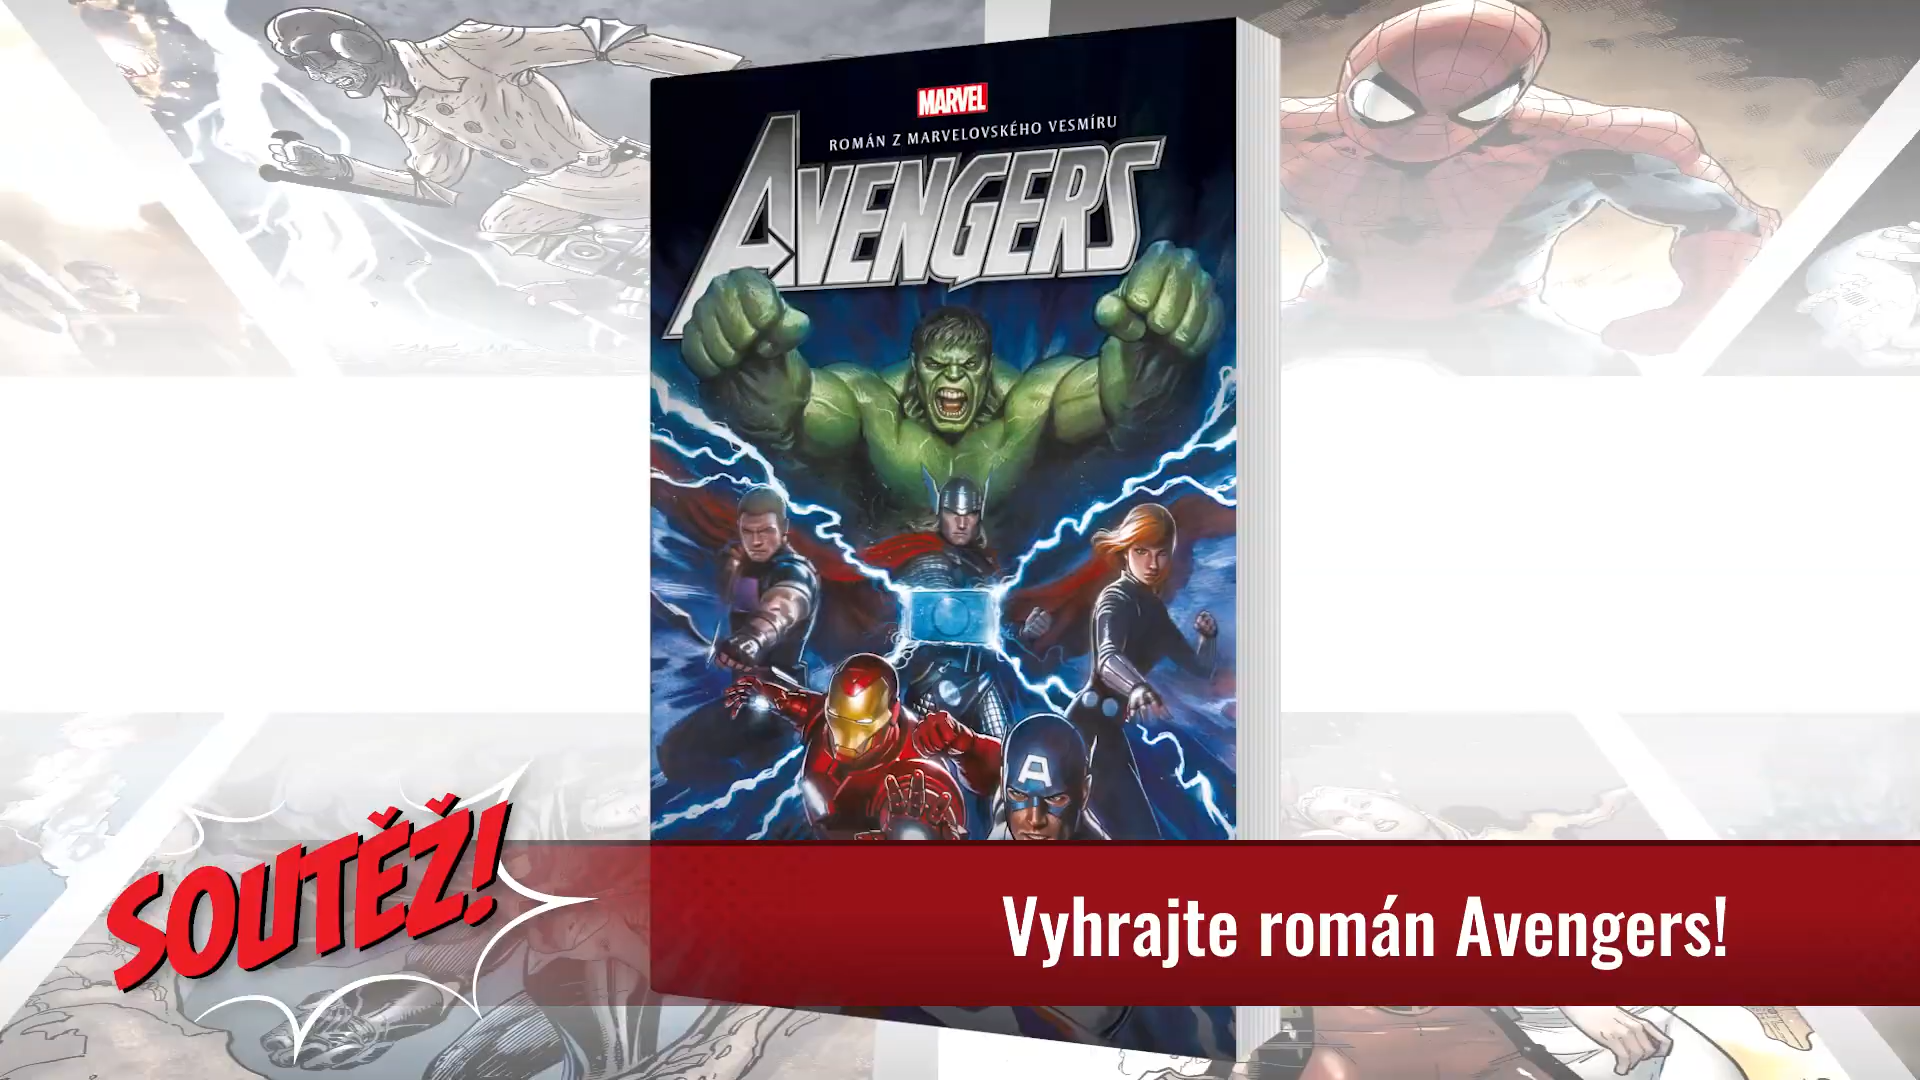 MARVEL
ROMÁN Z MARVELOVSKÉHO VESMÍRU
AVENGERS
A
SOUTĚŽ!
Vyhrajte román Avengers!